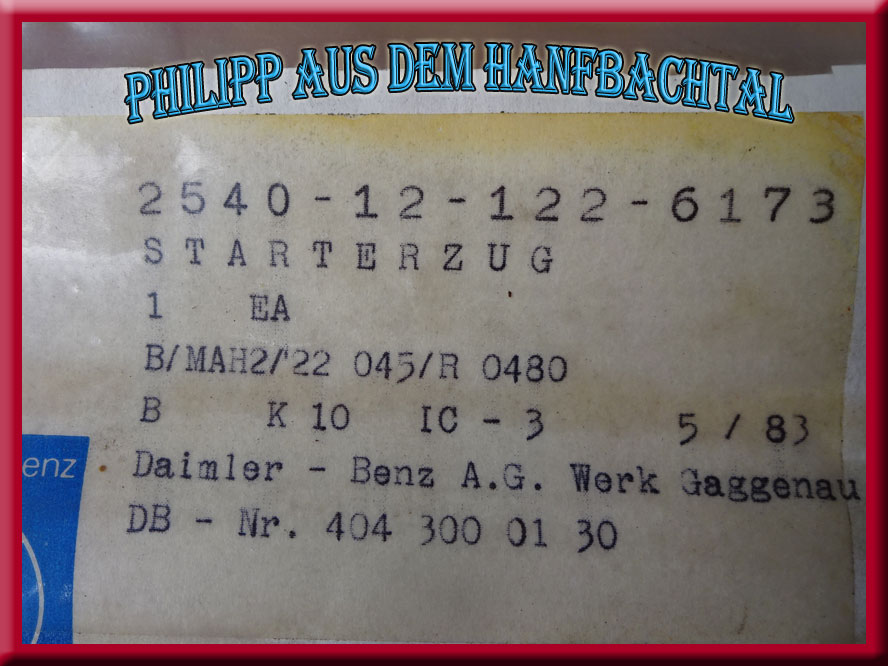 PHILIPP AUS DEM HANFBACHTAL
2540-12-122-6173
STARTERZUG
1 EA
B/MAH2/'22 045/R 0480
B K 10 IC - 3 5 / 83
enz
Daimler - Benz A.G. Werk Gaggenau
DB - Nr. 404 300 01 30